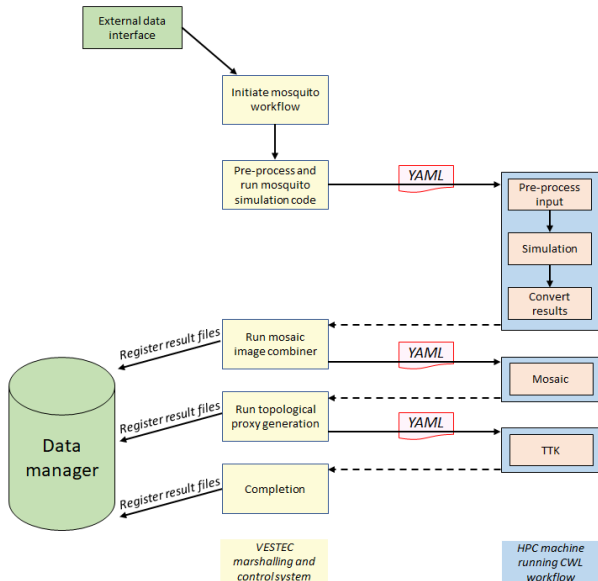 External data
interface
Initiate mosquito
workflow
Pre-process and
run mosquito
simulation code
YAML
Pre-process
input
Simulation
Convert
results
Register result files
Run mosaic
image combiner
YAML
Mosaic
Register result files
Run topological
proxy generation
YAML
TTK
Data
manager
Register result files
Completion
VESTEC
marshalling and
control system
HPC machine
running CWL
workflow